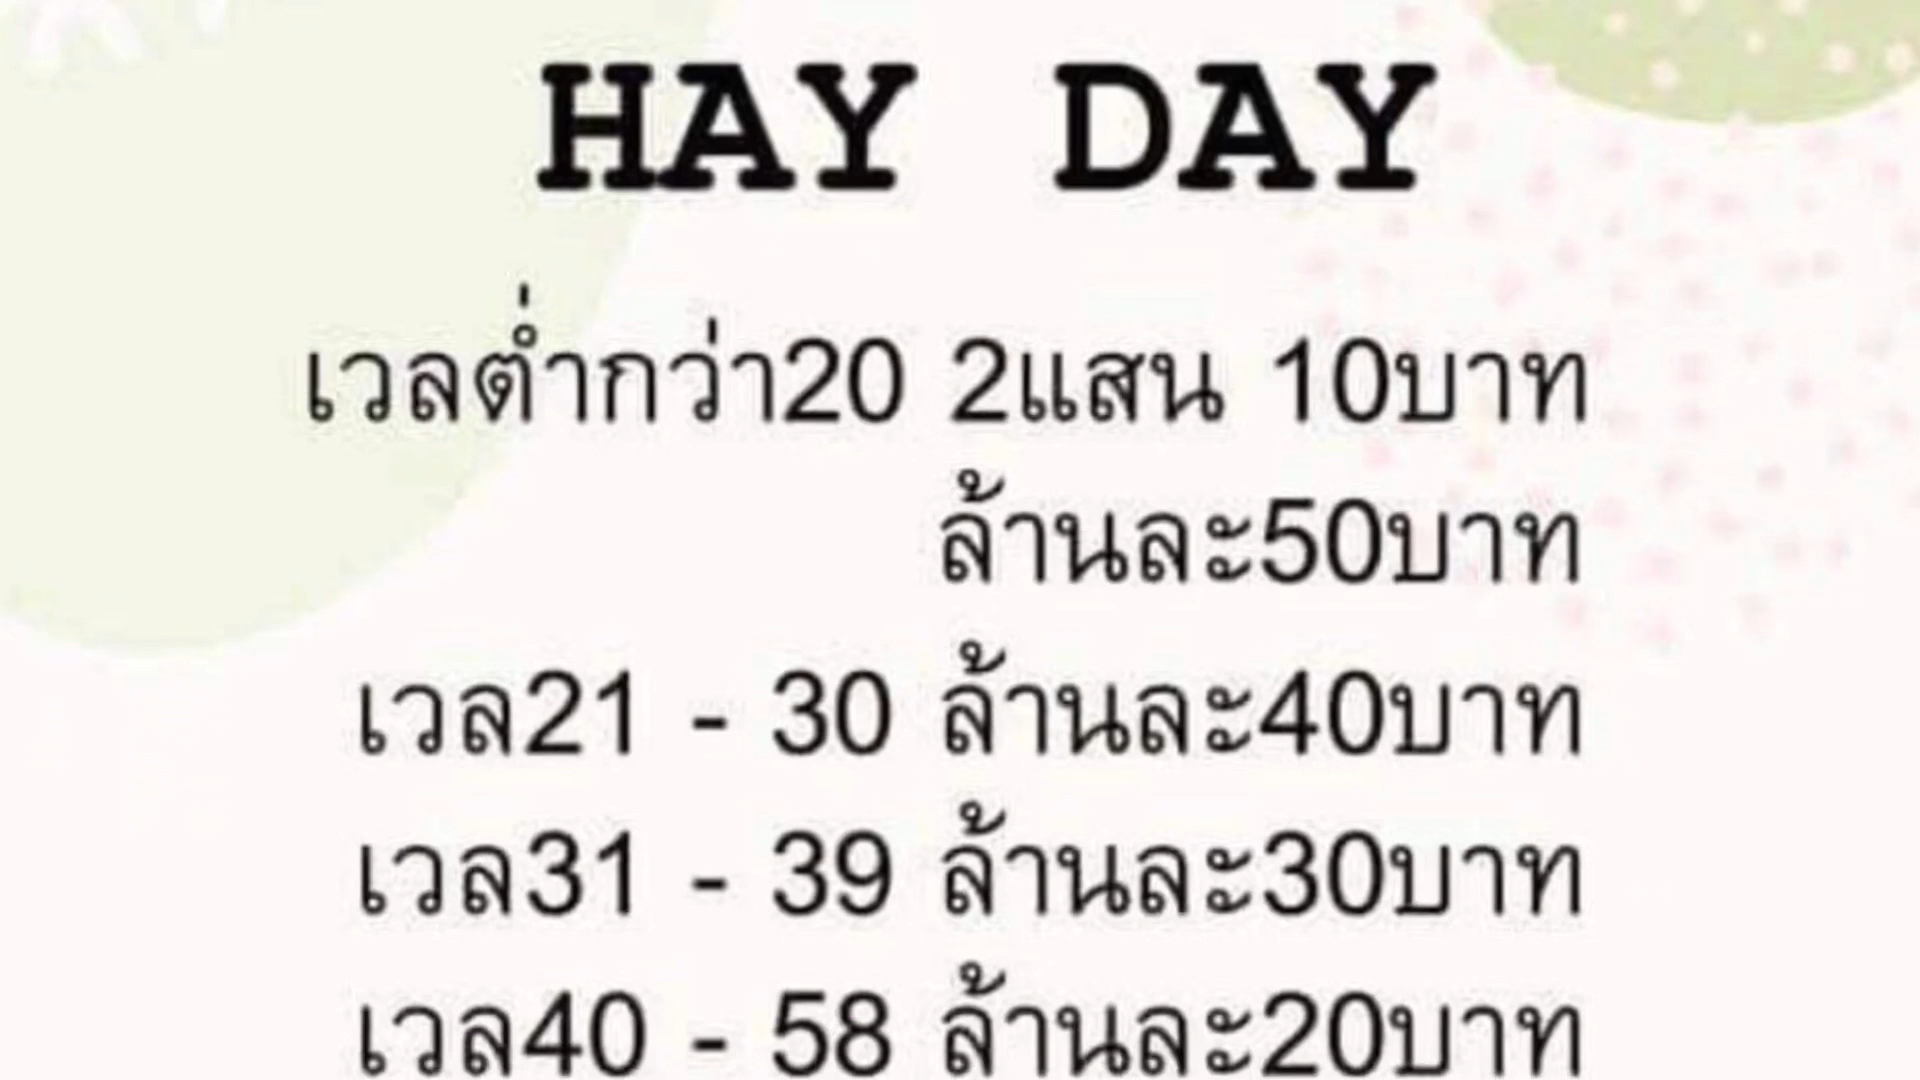 HAY DAY
เวลต่ำกว่า20 2แสน 10บาท
ล้านละ50บาท
เวล21 - 30 ล้านละ40บาท
เวล31 - 39 ล้านละ30บาท
เวล40 - 58 ล้านละ20บาท